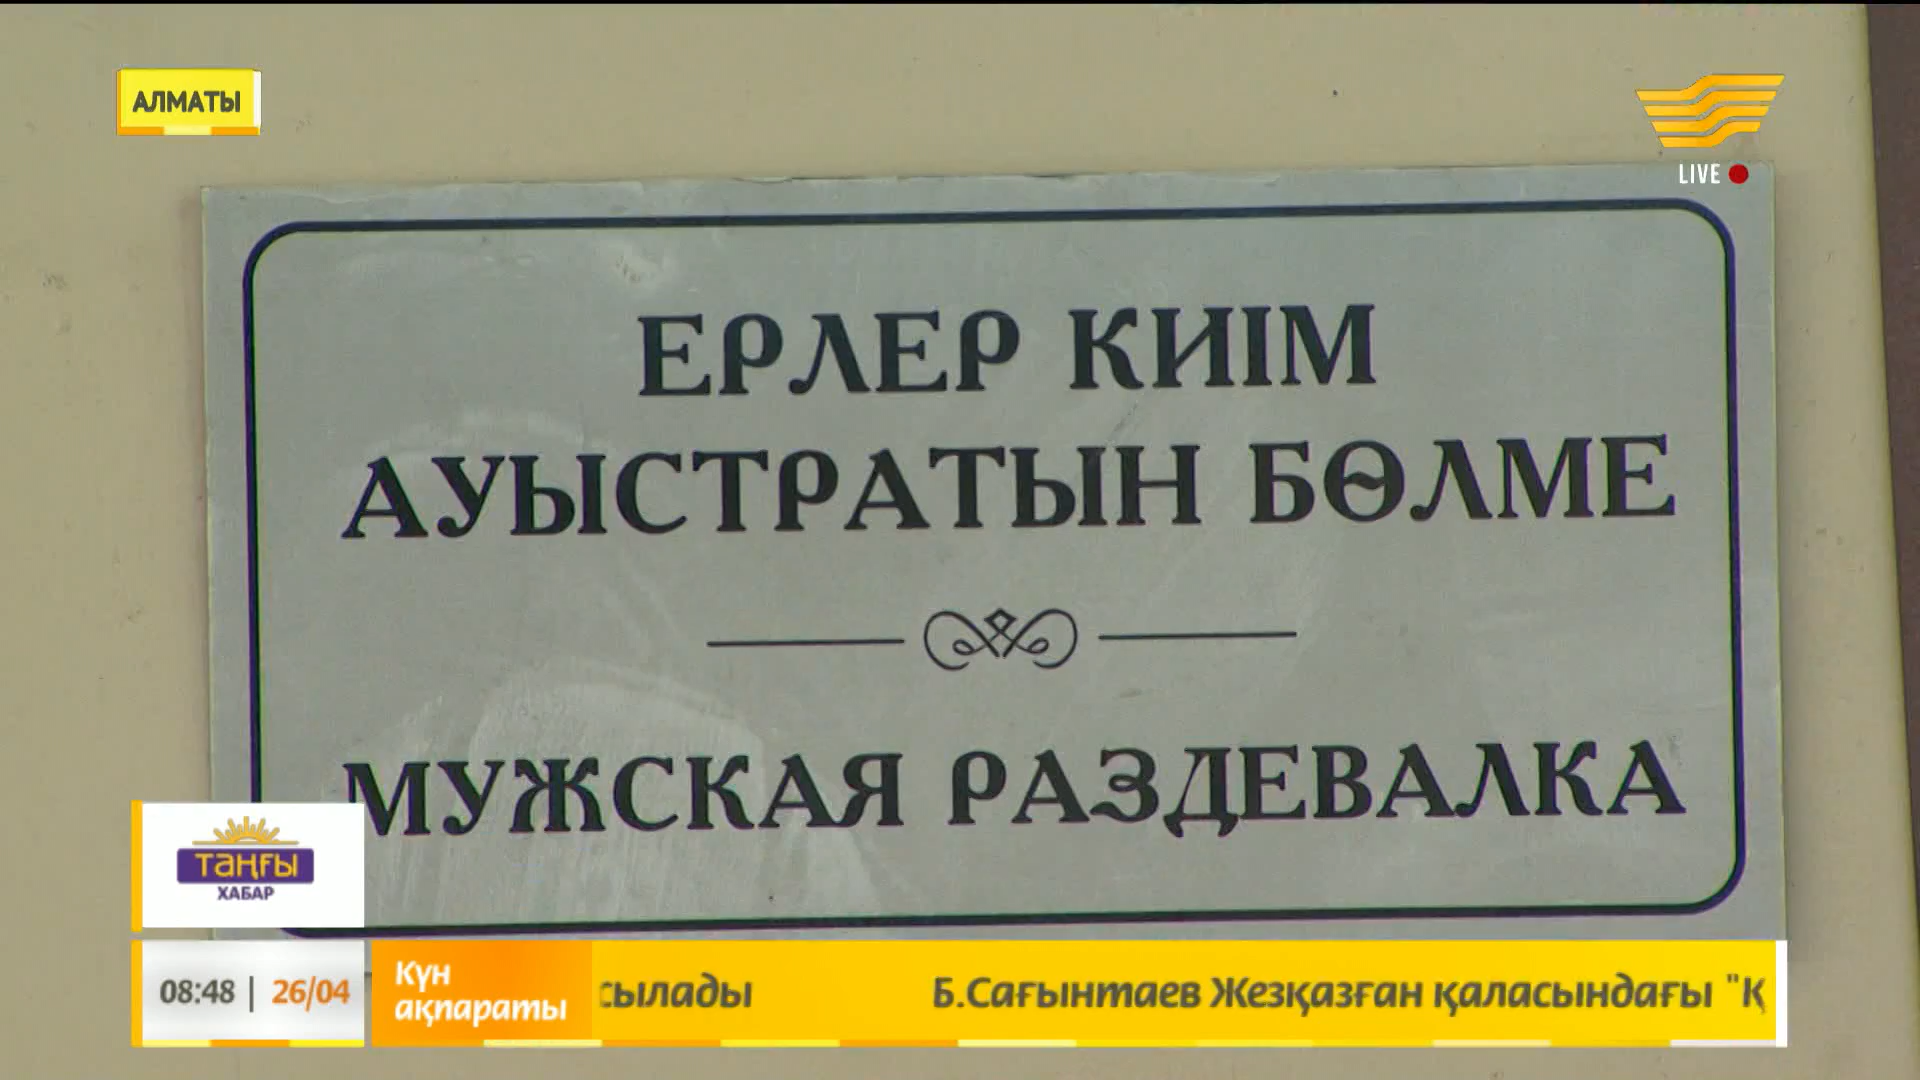 АЛМАТЫ
LIVE
ЕРЛЕР КИІМ
АУЫСТРАТЫН БӨЛМЕ
МУЖСКАЯ РАЗДЕВАЛКА
таңғы
ХАБАР
08:48 | 26/04
Күн
ақпараты
сылады Б.Сағынтаев Жезқазған қаласындағы "Қ